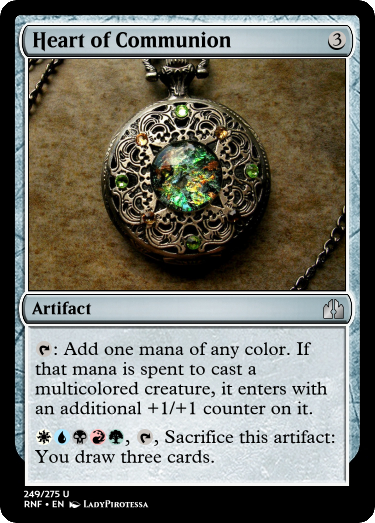 Heart of Communion 3
Artifact
: Add one mana of any color. If
that mana is spent to cast a
multicolored creature, it enters with
an additional +1/+1 counter on it.
, , Sacrifice this artifact:
You draw three cards.
249/275 U
RNF • EN LadyPirotessa